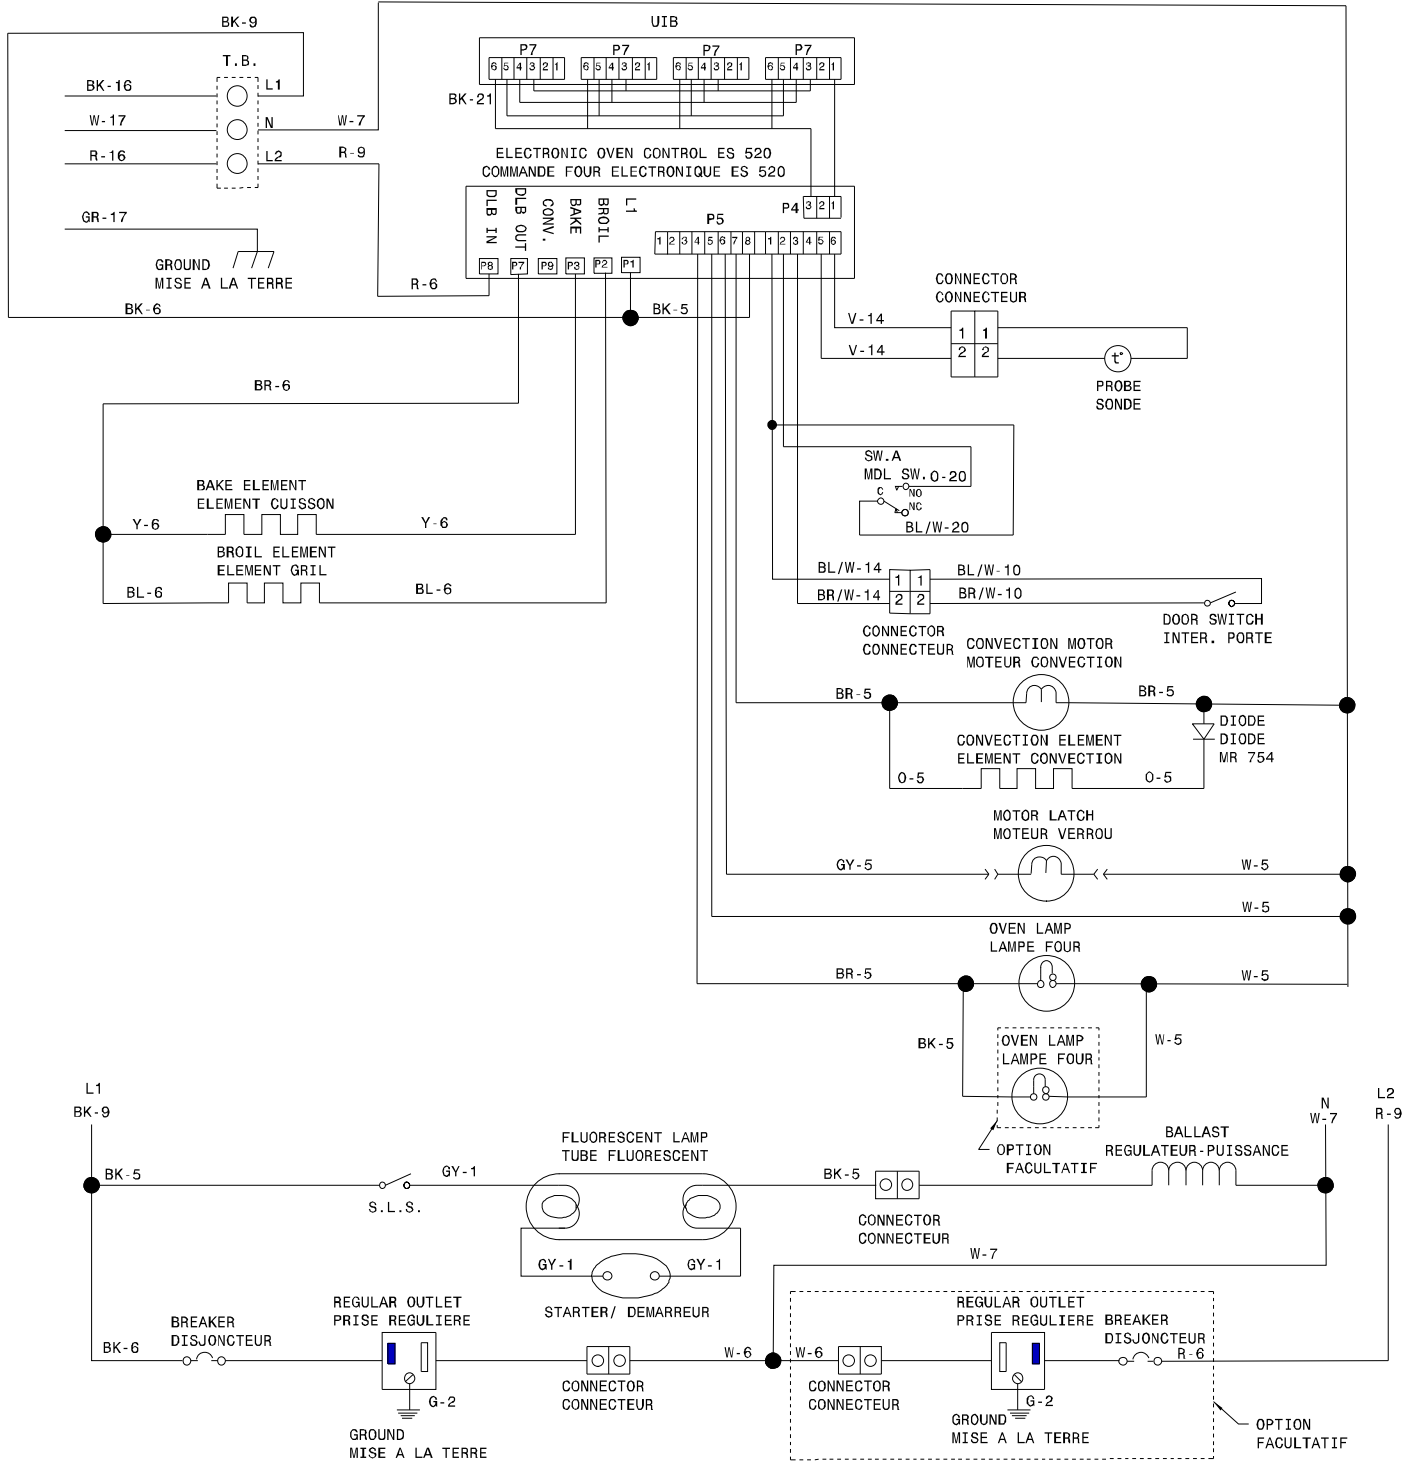 BK-9
UIB
T.B.
P7 P7 P7 P7
6 5 4 3 2 1 6 5 4 3 2 1 6 5 4 3 2 1 6 5 4 3 2 1
BK-16
L1
BK-21
W-17
N
W-7
R-16
L2
R-9
ELECTRONIC OVEN CONTROL ES 520
COMMANDE FOUR ELECTRONIQUE ES 520
DLB IN
DLB OUT
CONV.
BAKE
BROIL
L1
P4
3 2 1
P5
1 2 3 4 5 6 7 8 1 2 3 4 5 6
P8 P7 P9 P3 P2 P1
GR-17
GROUND
MISE A LA TERRE
R-6
BK-6
BK-5
CONNECTOR
CONNECTEUR
V-14
1 1
V-14
2 2
t°
PROBE
SONDE
BR-6
SW.A
MDL SW.
O-20
C
NO
NC
BL/W-20
BAKE ELEMENT
ELEMENT CUISSON
Y-6
Y-6
BROIL ELEMENT
ELEMENT GRIL
BL-6
BL-6
BL/W-14
1 1
BL/W-10
BR/W-14
2 2
BR/W-10
DOOR SWITCH
INTER. PORTE
CONNECTOR
CONNECTEUR
CONVECTION MOTOR
MOTEUR CONVECTION
BR-5
BR-5
DIODE
DIODE
MR 754
CONVECTION ELEMENT
ELEMENT CONVECTION
O-5
O-5
MOTOR LATCH
MOTEUR VERROU
GY-5
W-5
W-5
OVEN LAMP
LAMPE FOUR
BR-5
W-5
BK-5
OVEN LAMP
LAMPE FOUR
W-5
OPTION
FACULTATIF
L1
BK-9
N
W-7
L2
R-9
FLUORESCENT LAMP
TUBE FLUORESCENT
BALLAST
REGULATEUR-PUISSANCE
BK-5
S.L.S.
GY-1
BK-5
CONNECTOR
CONNECTEUR
GY-1
GY-1
STARTER/ DEMARREUR
W-7
BREAKER
DISJONCTEUR
BK-6
REGULAR OUTLET
PRISE REGULIERE
G-2
GROUND
MISE A LA TERRE
CONNECTOR
CONNECTEUR
W-6
W-6
CONNECTOR
CONNECTEUR
REGULAR OUTLET
PRISE REGULIERE
BREAKER
DISJONCTEUR
R-6
G-2
GROUND
MISE A LA TERRE
OPTION
FACULTATIF